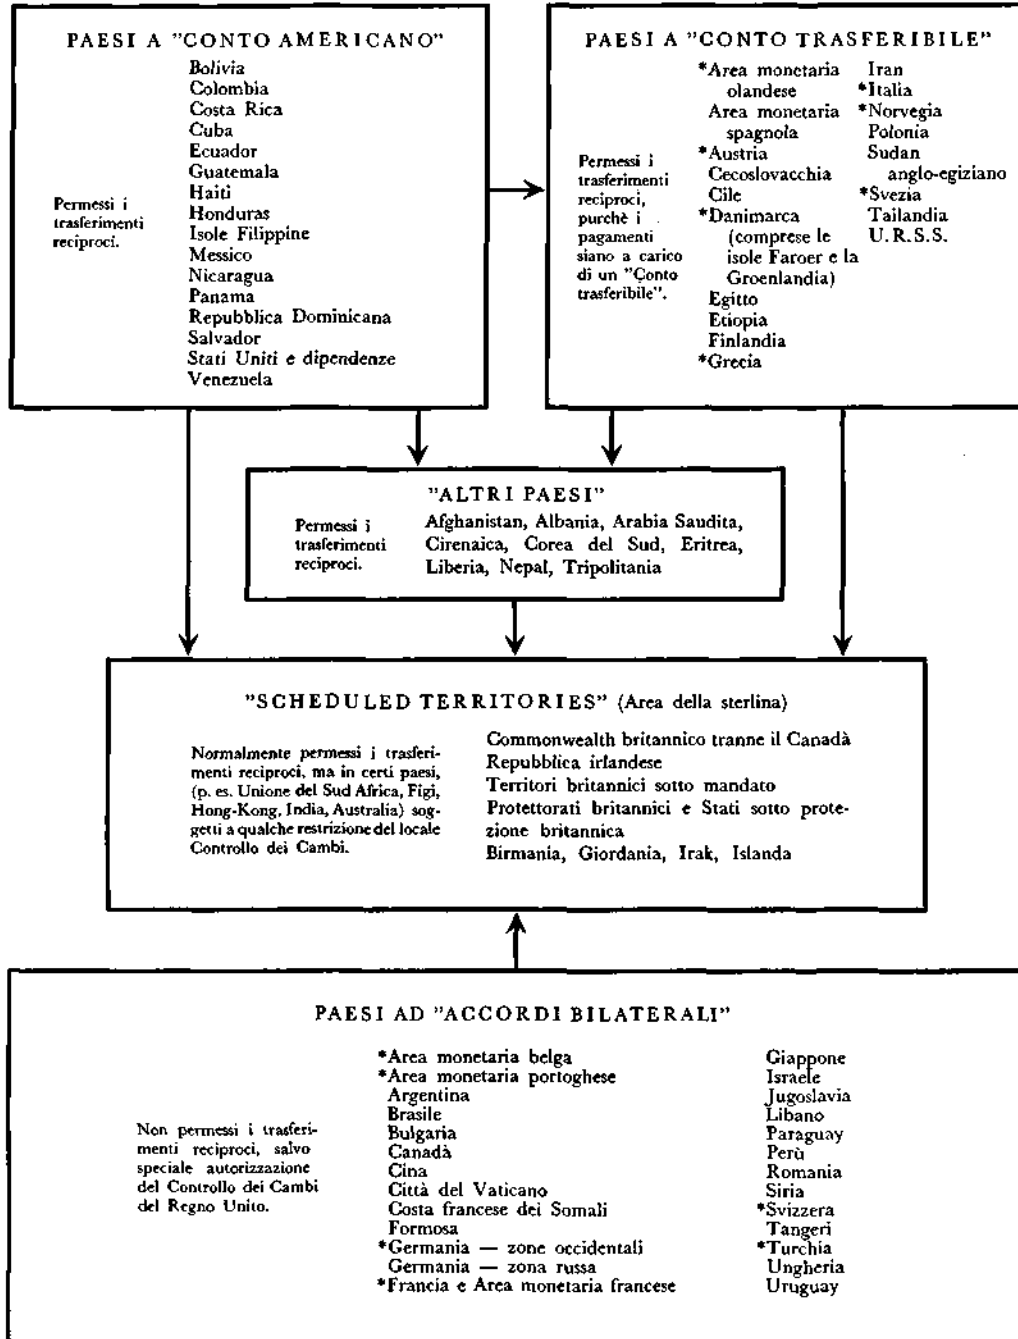 PAESI A "CONTO AMERICANO"
Permessi i
trasferimenti
reciproci.
Bolivia
Colombia
Costa Rica
Cuba
Ecuador
Guatemala
Haiti
Honduras
Isole Filippine
Messico
Nicaragua
Panama
Repubblica Dominicana
Salvador
Stati Uniti e dipendenze
Venezuela
PAESI A "CONTO TRASFERIBILE"
Permessi i
trasferimenti
reciproci,
purchè i
pagamenti
siano a carico
di un "Conto
trasferibile".
*Area monetaria
olandese
Area monetaria
spagnola
*Austria
Cecoslovacchia
Cile
*Danimarca
(comprese le
isole Faroer e la
Groenlandia)
Egitto
Etiopia
Finlandia
*Grecia
Iran
*Italia
*Norvegia
Polonia
Sudan
anglo-egiziano
*Svezia
Tailandia
U.R.S.S.
"ALTRI PAESI"
Permessi i
trasferimenti
reciproci.
Afghanistan, Albania, Arabia Saudita,
Cirenaica, Corea del Sud, Eritrea,
Liberia, Nepal, Tripolitania
"SCHEDULED TERRITORIES" (Area della sterlina)
Normalmente permessi i trasferi-
menti reciproci, ma in certi paesi,
(p. es. Unione del Sud Africa, Figi,
Hong-Kong, India, Australia) sog-
getti a qualche restrizione del locale
Controllo dei Cambi.
Commonwealth britannico tranne il Canadà
Repubblica irlandese
Territori britannici sotto mandato
Protettorati britannici e Stati sotto prote-
zione britannica
Birmania, Giordania, Irak, Islanda
PAESI AD "ACCORDI BILATERALI"
Non permessi i trasferi-
menti reciproci, salvo
speciale autorizzazione
del Controllo dei Cambi
del Regno Unito.
*Area monetaria belga
*Area monetaria portoghese
Argentina
Brasile
Bulgaria
Canadà
Cina
Città del Vaticano
Costa francese dei Somali
Formosa
*Germania — zone occidentali
Germania — zona russa
*Francia e Area monetaria francese
Giappone
Israele
Jugoslavia
Libano
Paraguay
Perù
Romania
Siria
*Svizzera
Tangeri
*Turchia
Ungheria
Uruguay